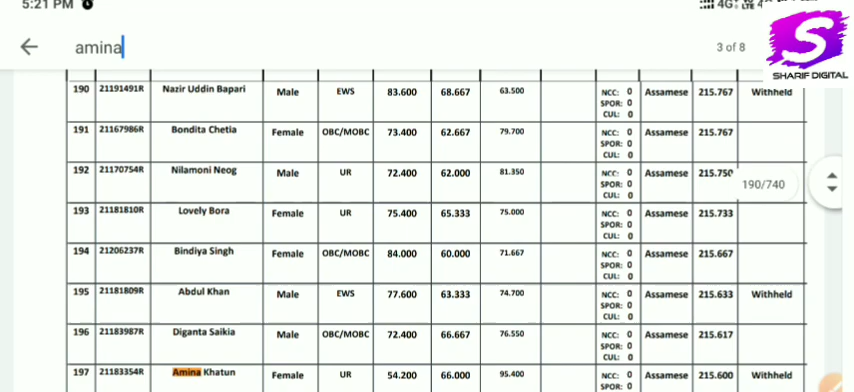 5:21 PM
4G LTE 4
amina
3 of 8
S
SHARIF DIGITAL
190 21191491R Nazir Uddin Bapari Male EWS 83.600 68.667 63.500 NCC: 0 Assamese 215.767 Withheld
SPOR: 0
CUL: 0
191 21167986R Bondita Chetia Female OBC/MOBC 73.400 62.667 79.700 NCC: 0 Assamese 215.767
SPOR: 0
CUL: 0
192 21170754R Nilamoni Neog Male UR 72.400 62.000 81.350 NCC: 0 Assamese 215.750
SPOR: 0 190/740
CUL: 0
193 21181810R Lovely Bora Female UR 75.400 65.333 75.000 NCC: 0 Assamese 215.733
SPOR: 0
CUL: 0
194 21206237R Bindiya Singh Female OBC/MOBC 84.000 60.000 71.667 NCC: 0 Assamese 215.667
SPOR: 0
CUL: 0
195 21181809R Abdul Khan Male EWS 77.600 63.333 74.700 NCC: 0 Assamese 215.633 Withheld
SPOR: 0
CUL: 0
196 21183987R Diganta Saikia Male OBC/MOBC 72.400 66.667 76.550 NCC: 0 Assamese 215.617
SPOR: 0
CUL: 0
197 21183354R Amina Khatun Female UR 54.200 66.000 95.400 NCC: 0 Assamese 215.600 Withheld
SPOR: 0